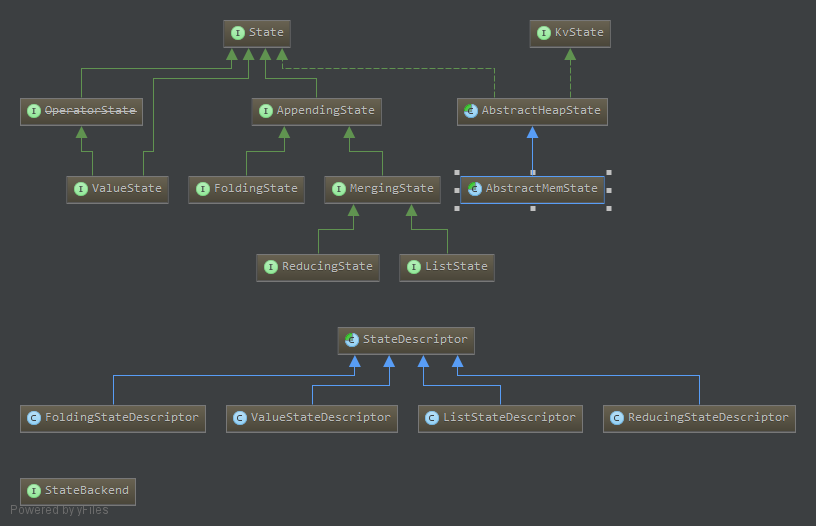 I State
I KvState
I OperatorState
I AppendingState
C AbstractHeapState
I ValueState
I FoldingState
I MergingState
C AbstractMemState
I ReducingState
I ListState
C StateDescriptor
C FoldingStateDescriptor
C ValueStateDescriptor
C ListStateDescriptor
C ReducingStateDescriptor
I StateBackend
Powered by yFiles